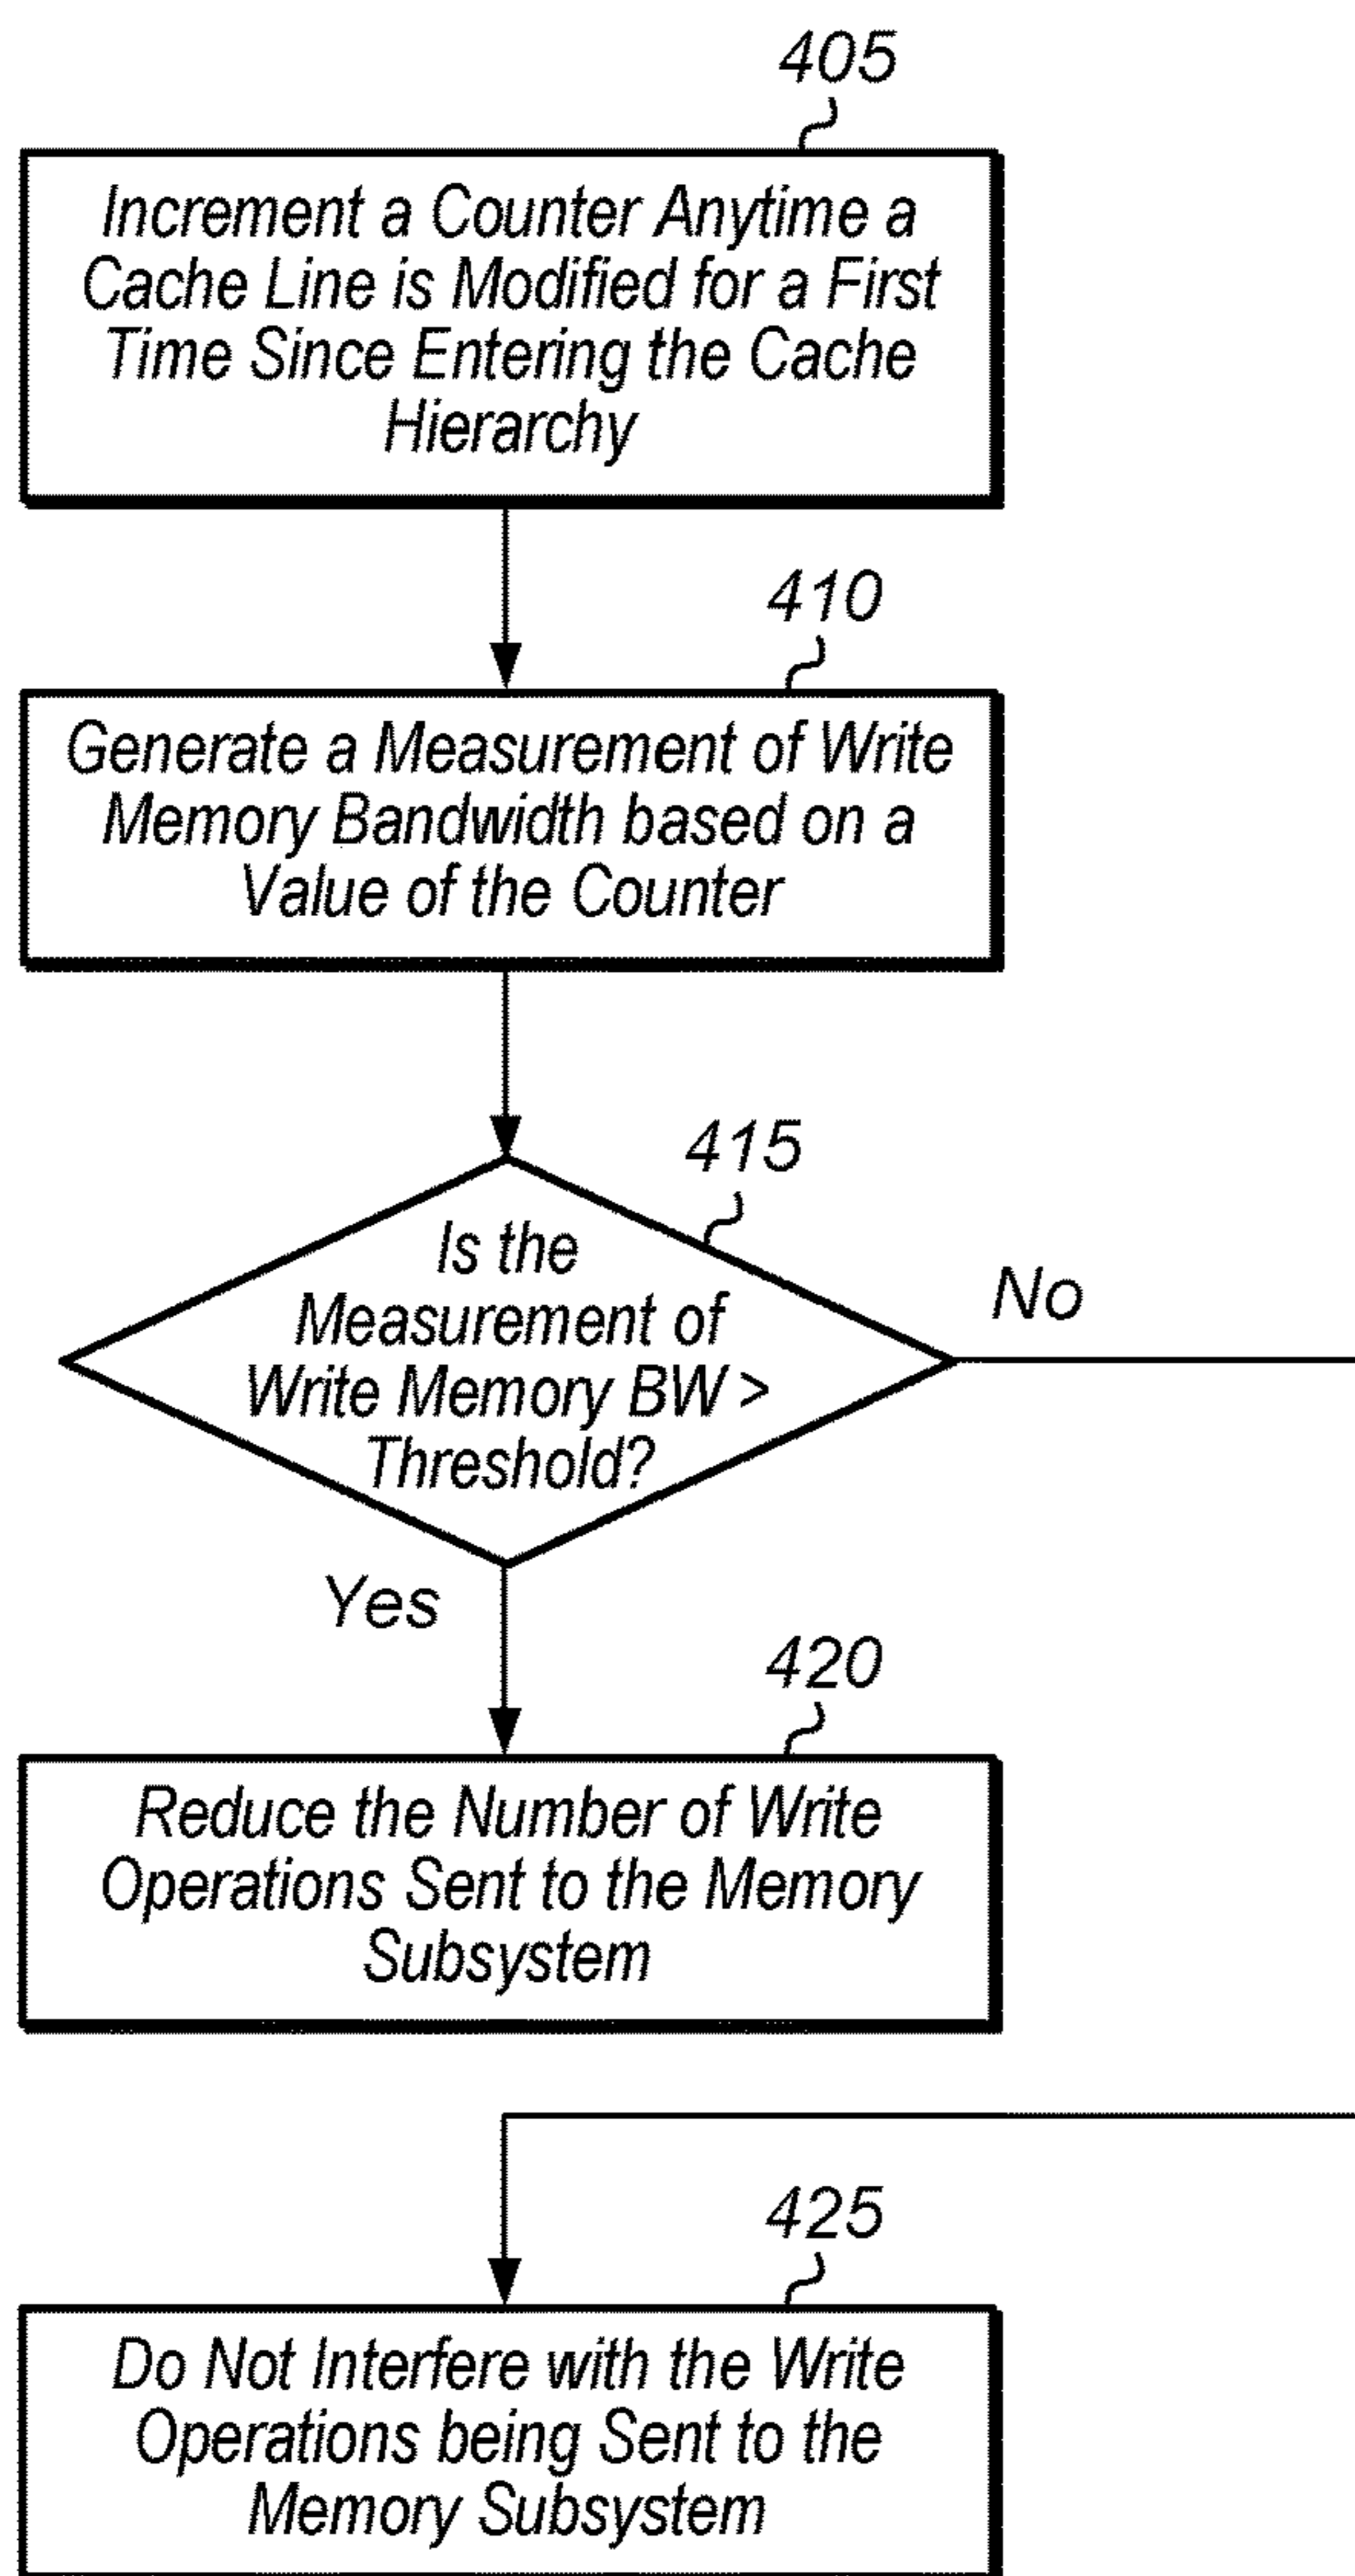 405
Increment a Counter Anytime a
Cache Line is Modified for a First
Time Since Entering the Cache
Hierarchy
410
Generate a Measurement of Write
Memory Bandwidth based on a
Value of the Counter
415
Is the
Measurement of
Write Memory BW >
Threshold?
No
Yes
420
Reduce the Number of Write
Operations Sent to the Memory
Subsystem
425
Do Not Interfere with the Write
Operations being Sent to the
Memory Subsystem